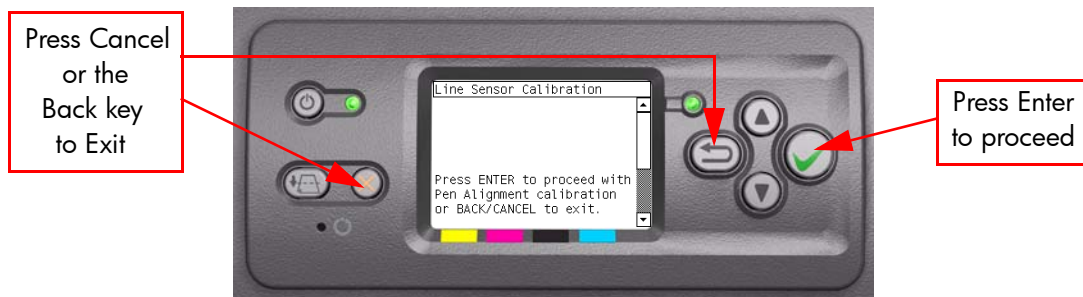 Press Cancel
or the
Back key
to Exit
Line Sensor Calibration
Press ENTER to proceed with
Pen Alignment calibration
or BACK/CANCEL to exit.
Press Enter
to proceed